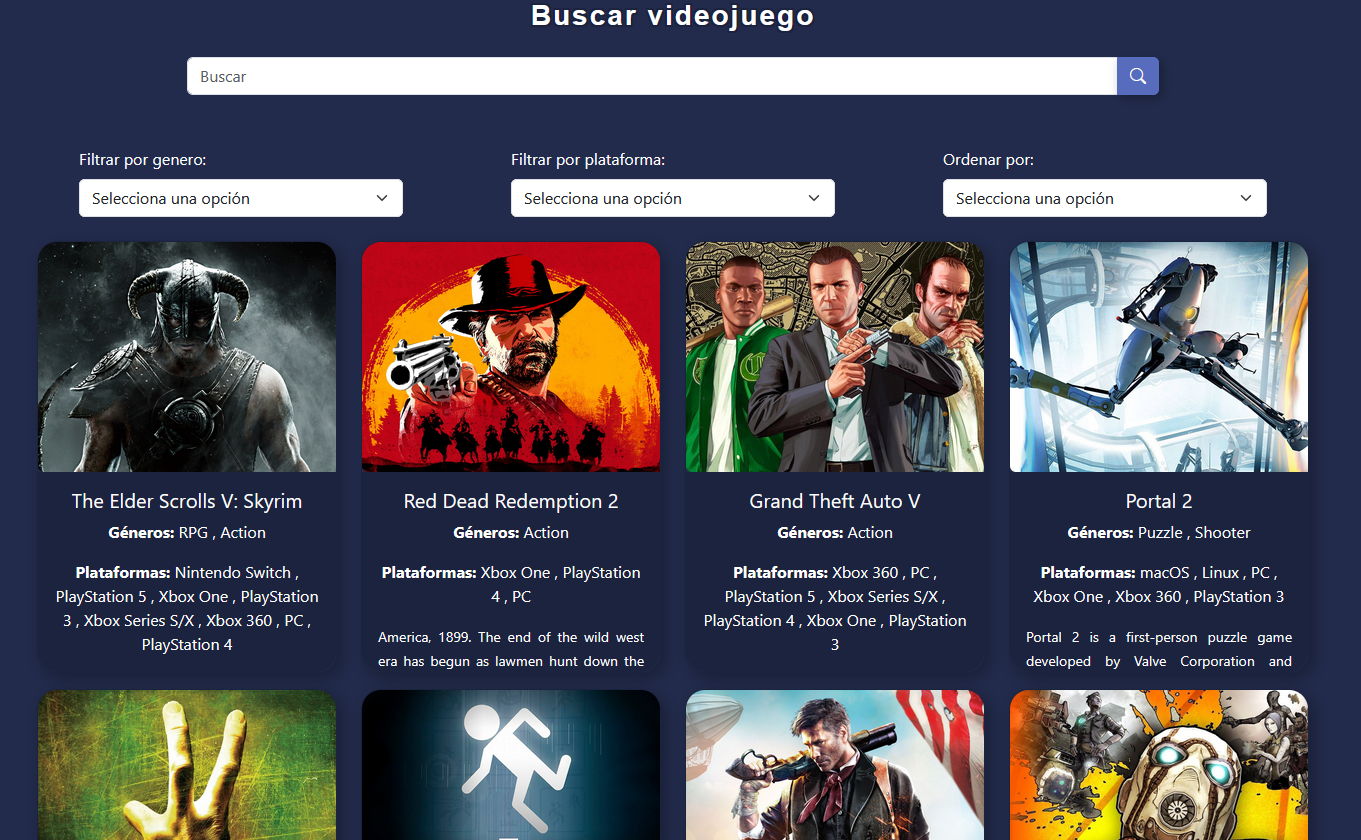 Buscar videojuego
Buscar
Filtrar por genero:
Filtrar por plataforma:
Ordenar por:
Selecciona una opción
Selecciona una opción
Selecciona una opción
The Elder Scrolls V: Skyrim
Géneros: RPG , Action
Plataformas: Nintendo Switch ,
PlayStation 5 , Xbox One , PlayStation
3 , Xbox Series S/X , Xbox 360 , PC ,
PlayStation 4
Red Dead Redemption 2
Géneros: Action
Plataformas: Xbox One , PlayStation
4 , PC
America, 1899. The end of the wild west
era has begun as lawmen hunt down the
Grand Theft Auto V
Géneros: Action
Plataformas: Xbox 360 , PC ,
PlayStation 5 , Xbox Series S/X ,
PlayStation 4 , Xbox One , PlayStation
3
Portal 2
Géneros: Puzzle , Shooter
Plataformas: macOS , Linux , PC ,
Xbox One , Xbox 360 , PlayStation 3
Portal 2 is a first-person puzzle game
developed by Valve Corporation and